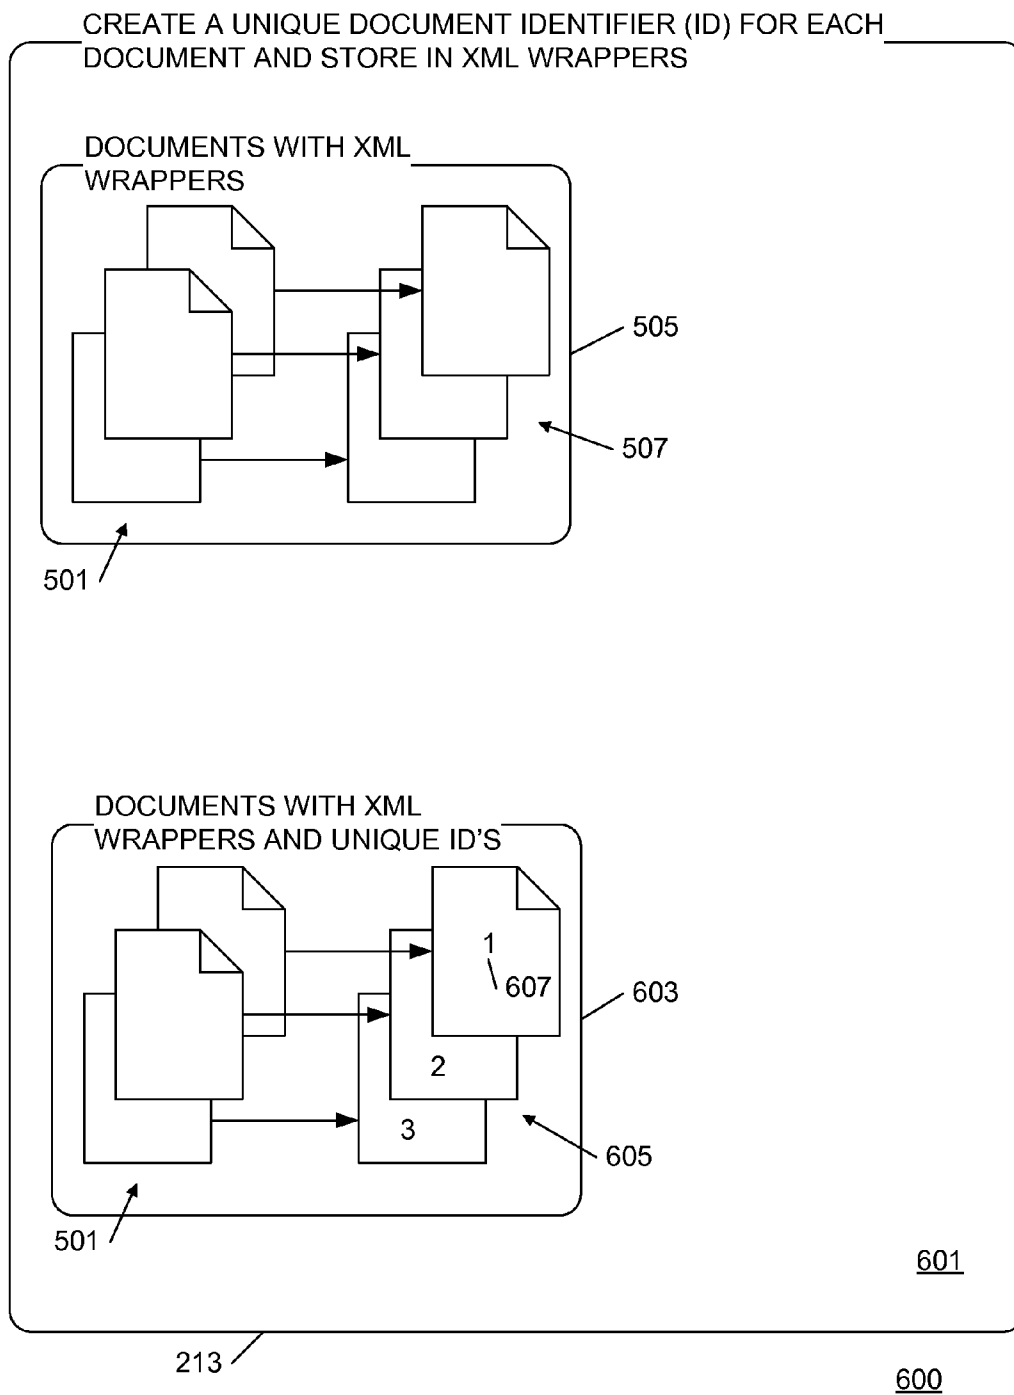 CREATE A UNIQUE DOCUMENT IDENTIFIER (ID) FOR EACH
DOCUMENT AND STORE IN XML WRAPPERS
DOCUMENTS WITH XML
WRAPPERS
505
507
501
DOCUMENTS WITH XML
WRAPPERS AND UNIQUE ID'S
1
607
603
2
3
605
501
601
213
600